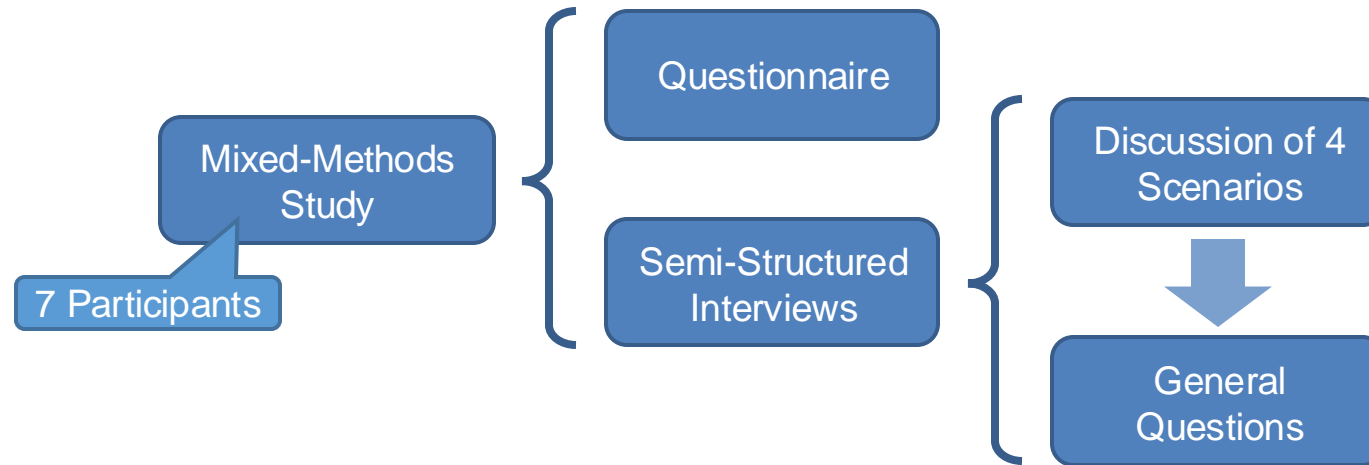 Mixed-Methods
Study
7 Participants
Questionnaire
Semi-Structured
Interviews
Discussion of 4
Scenarios
General
Questions